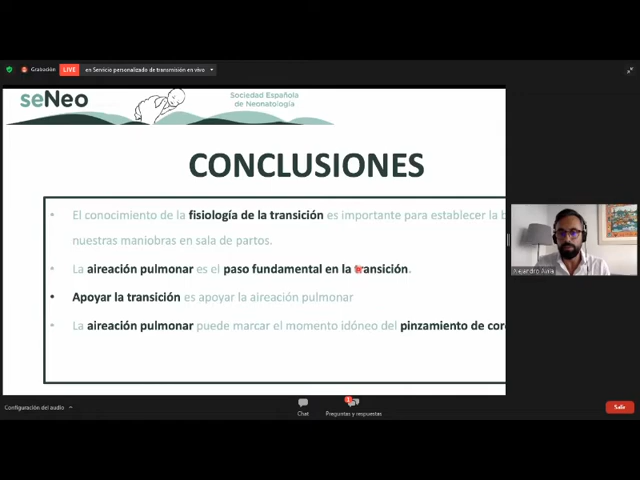 Grabación
LIVE
en Servicio personalizado de transmisión en vivo
seNeo
Sociedad Española
de Neonatología
CONCLUSIONES
• El conocimiento de la fisiología de la transición es importante para establecer la b
nuestras maniobras en sala de partos.
• La aireación pulmonar es el paso fundamental en la transición.
• Apoyar la transición es apoyar la aireación pulmonar
• La aireación pulmonar puede marcar el momento idóneo del pinzamiento de cor
Alejandro
Configuración del audio
Chat
1
Preguntas y respuestas
Salir